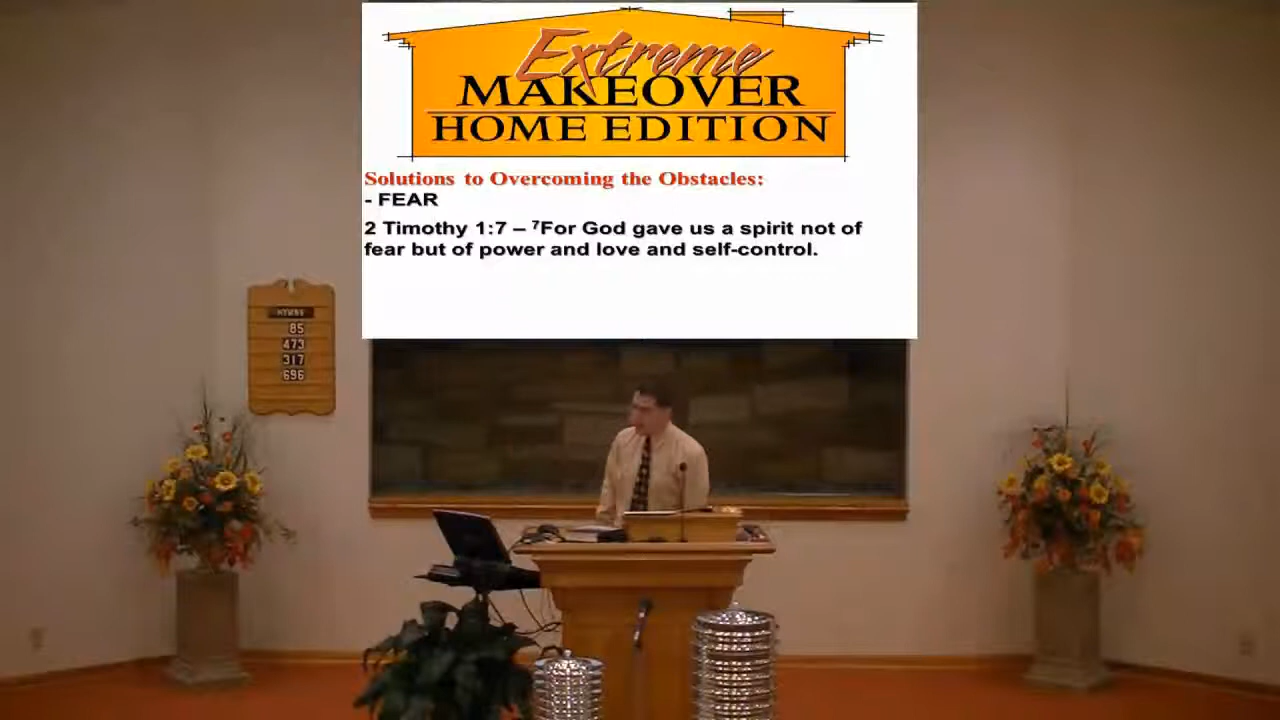 Extreme
MAKEOVER
HOME EDITION
Solutions to Overcoming the Obstacles:
- FEAR
2 Timothy 1:7 – ⁷For God gave us a spirit not of
fear but of power and love and self-control.
HYMNS
85
473
317
696